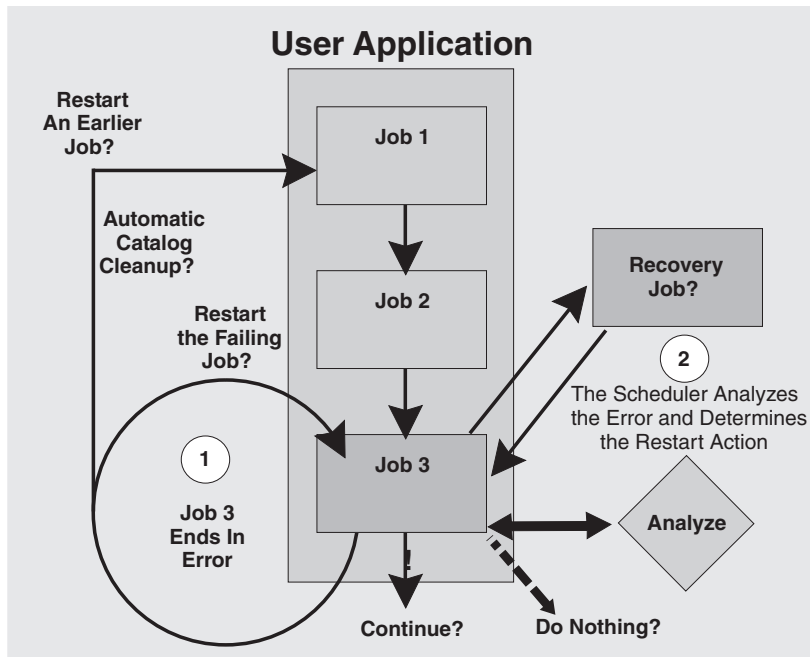 User Application
Restart
An Earlier
Job?
Job 1
Automatic
Catalog
Cleanup?
Recovery
Job?
Job 2
Restart
the Failing
Job?
2
The Scheduler Analyzes
the Error and Determines
the Restart Action
1
Job 3
Job 3
Ends In
Error
Analyze
!
Continue?
Do Nothing?